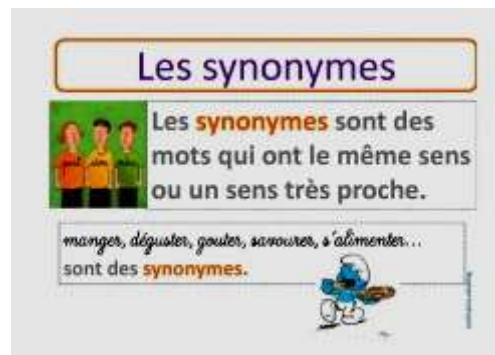 Les synonymes
Les synonymes sont des
mots qui ont le même sens
ou un sens très proche.
manger, déguster, gouter, savourer, s'alimenter...
sont des synonymes.